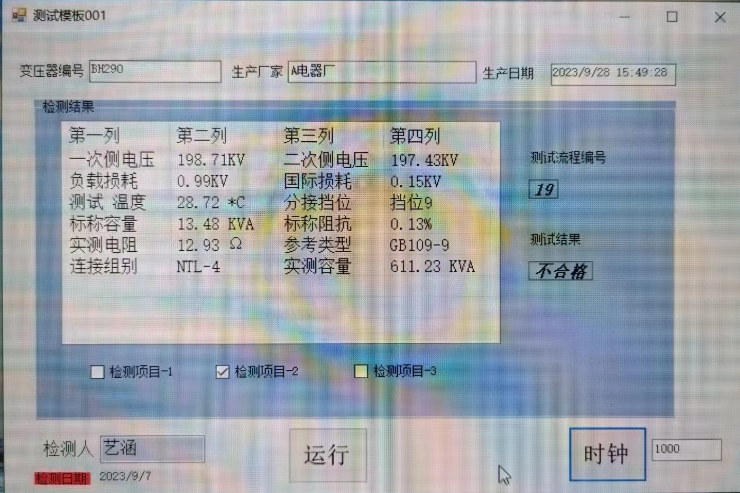 测试模板001
变压器编号 BH290 生产厂家 A电器厂 生产日期 2023/9/28 15:49:28
检测结果
第一列 第二列 第三列 第四列
一次侧电压 198.71KV 二次侧电压 197.43KV
负载损耗 0.99KV 国际损耗 0.15KV
测试 温度 28.72 *C 分接挡位 挡位9
标称容量 13.48 KVA 标称阻抗 0.13%
实测电阻 12.93 Ω 参考类型 GB109-9
连接组别 NTL-4 实测容量 611.23 KVA
测试流程编号
19
测试结果
不合格
检测项目-1 检测项目-2 检测项目-3
检测人 艺涵 运行 时钟 1000
检测日期 2023/9/7